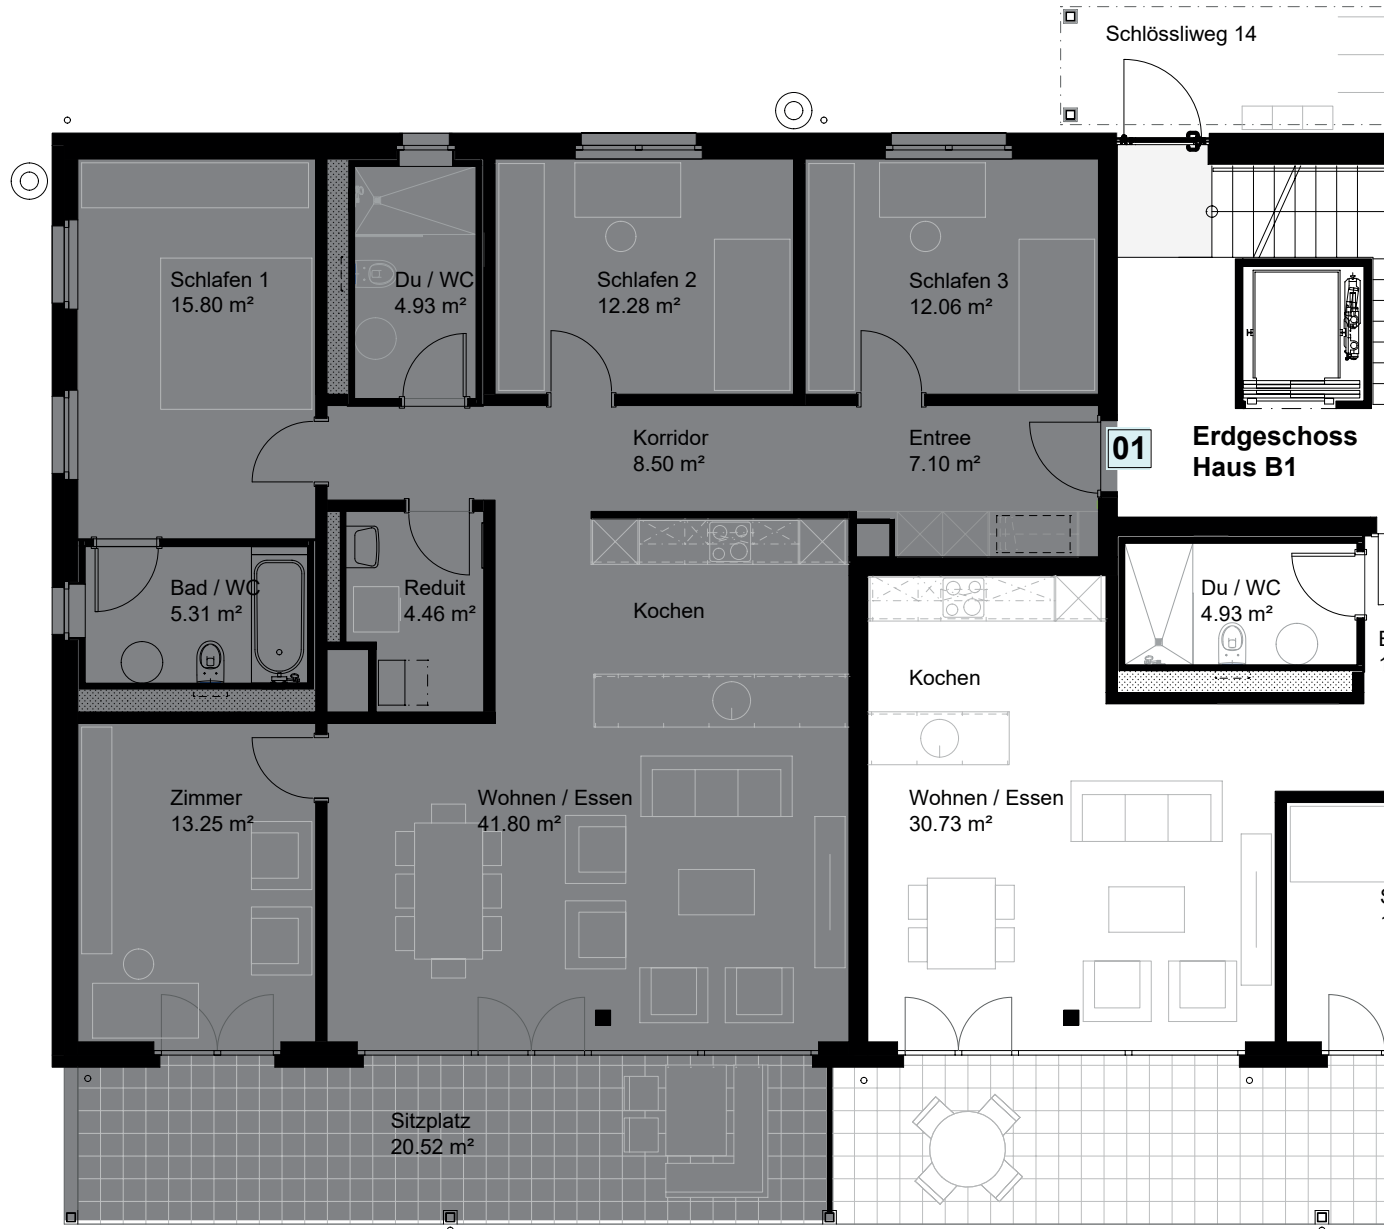 Schlössliweg 14
Schlafen 1
15.80 m²
Du / WC
4.93 m²
Schlafen 2
12.28 m²
Schlafen 3
12.06 m²
Korridor
8.50 m²
Entree
7.10 m²
01
Erdgeschoss
Haus B1
Bad / WC
5.31 m²
Reduit
4.46 m²
Kochen
Du / WC
4.93 m²
Kochen
Zimmer
13.25 m²
Wohnen / Essen
41.80 m²
Wohnen / Essen
30.73 m²
Sitzplatz
20.52 m²